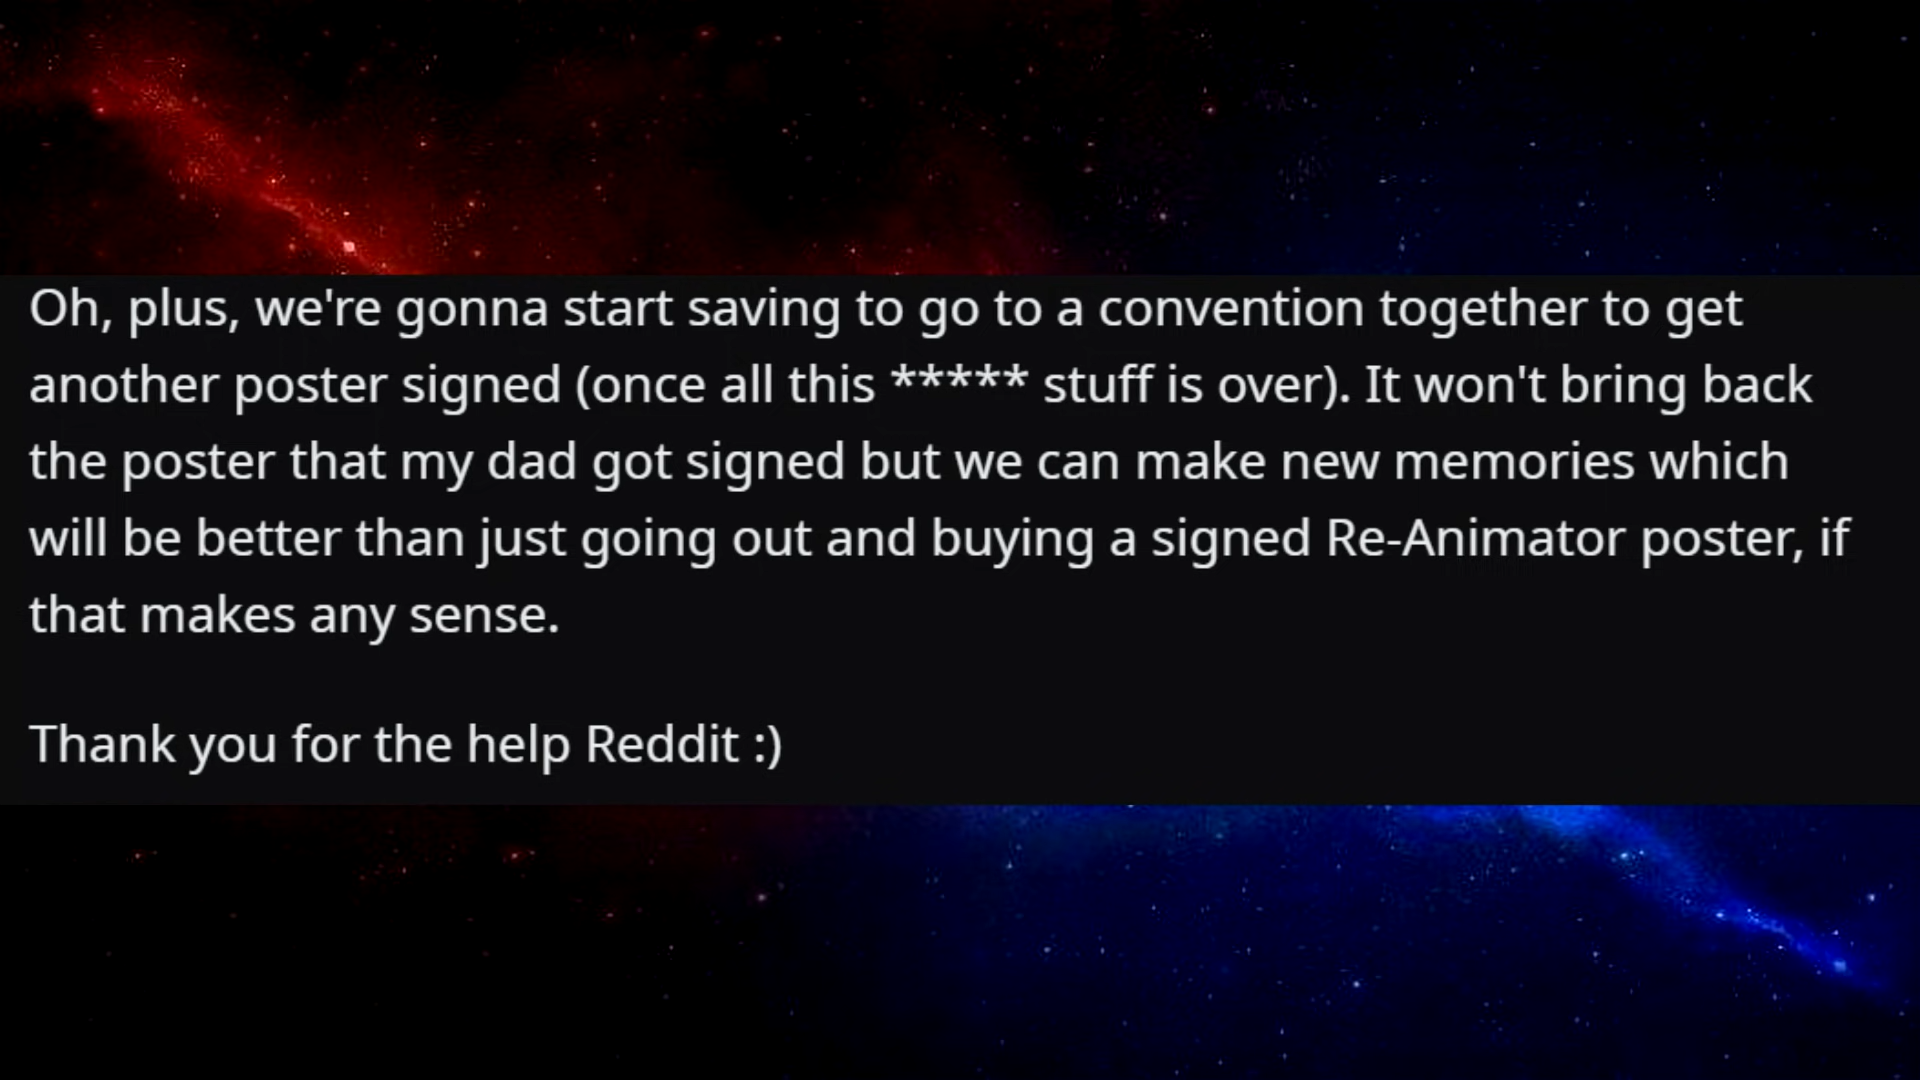 Oh, plus, we're gonna start saving to go to a convention together to get
another poster signed (once all this ***** stuff is over). It won't bring back
the poster that my dad got signed but we can make new memories which
will be better than just going out and buying a signed Re-Animator poster, if
that makes any sense.
Thank you for the help Reddit :)